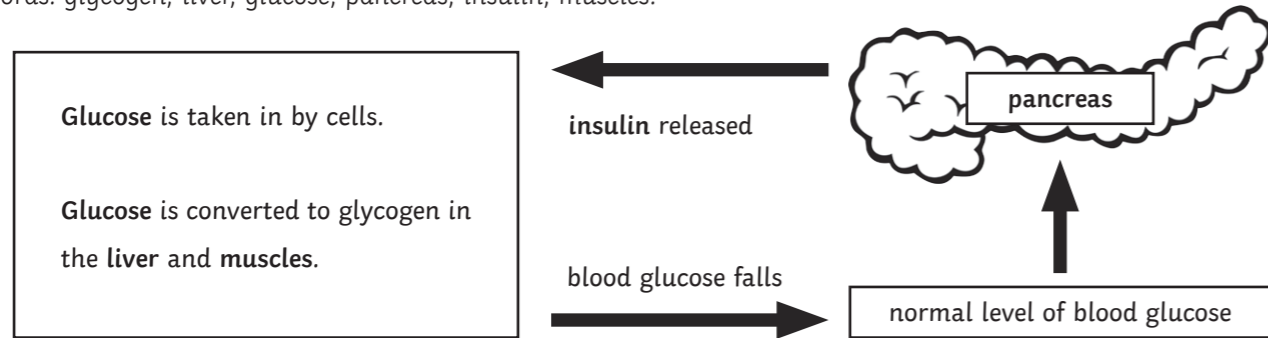 glycogen, liver, glucose, pancreas, insulin, muscles.
Glucose is taken in by cells.
Glucose is converted to glycogen in
the liver and muscles.
insulin released
pancreas
blood glucose falls
normal level of blood glucose